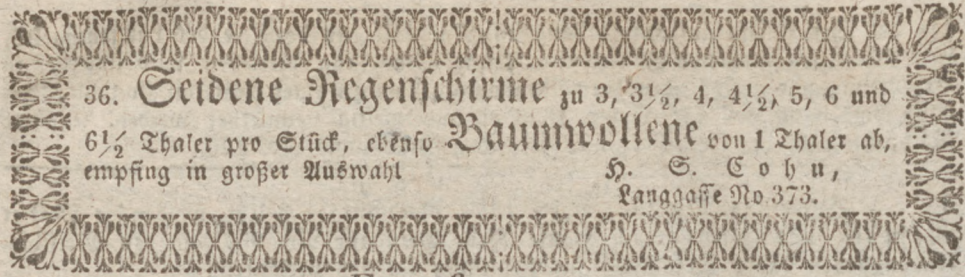 36. Seidene Regenschirme zu 3, 3½, 4, 4½, 5, 6 und
6½ Thaler pro Stück, ebenso Baumwollene von 1 Thaler ab,
empfing in großer Auswahl H. S. Cohn,
Langgasse No 373.